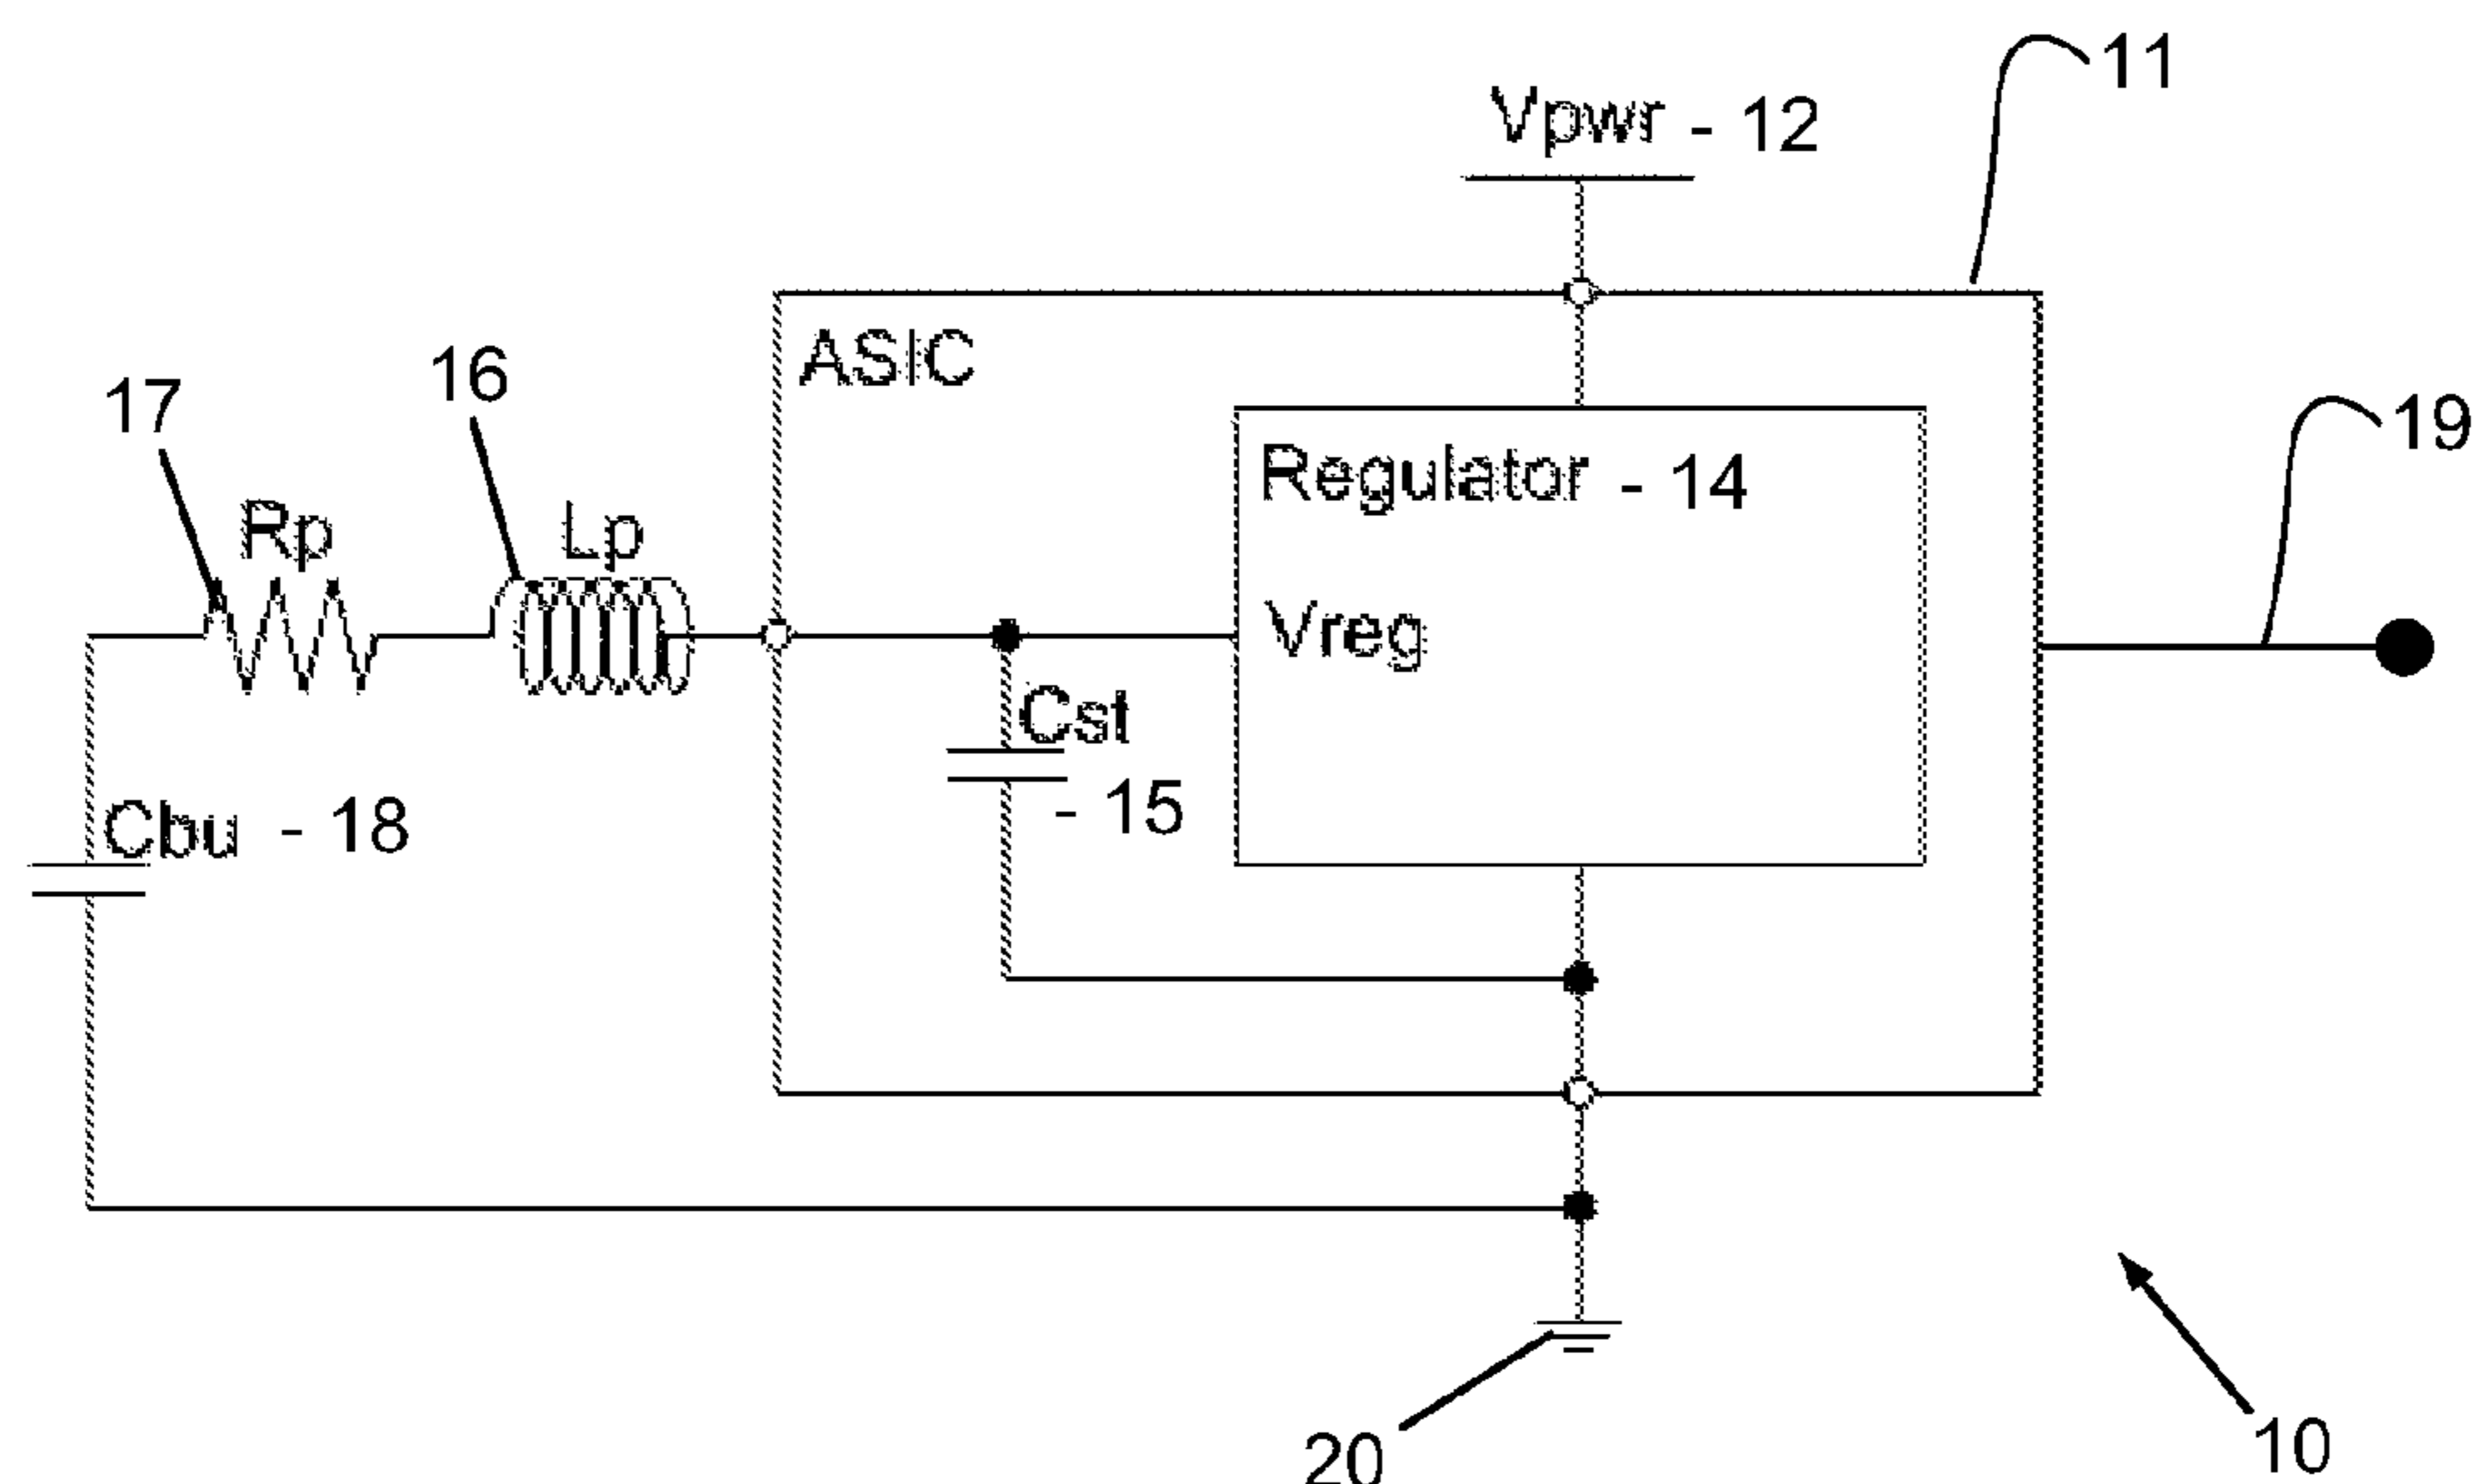 11
Vpwr - 12
ASIC
16
17
19
Regulator - 14
Rp
Lp
Vreg
Cst
- 15
Cbu - 18
20
10